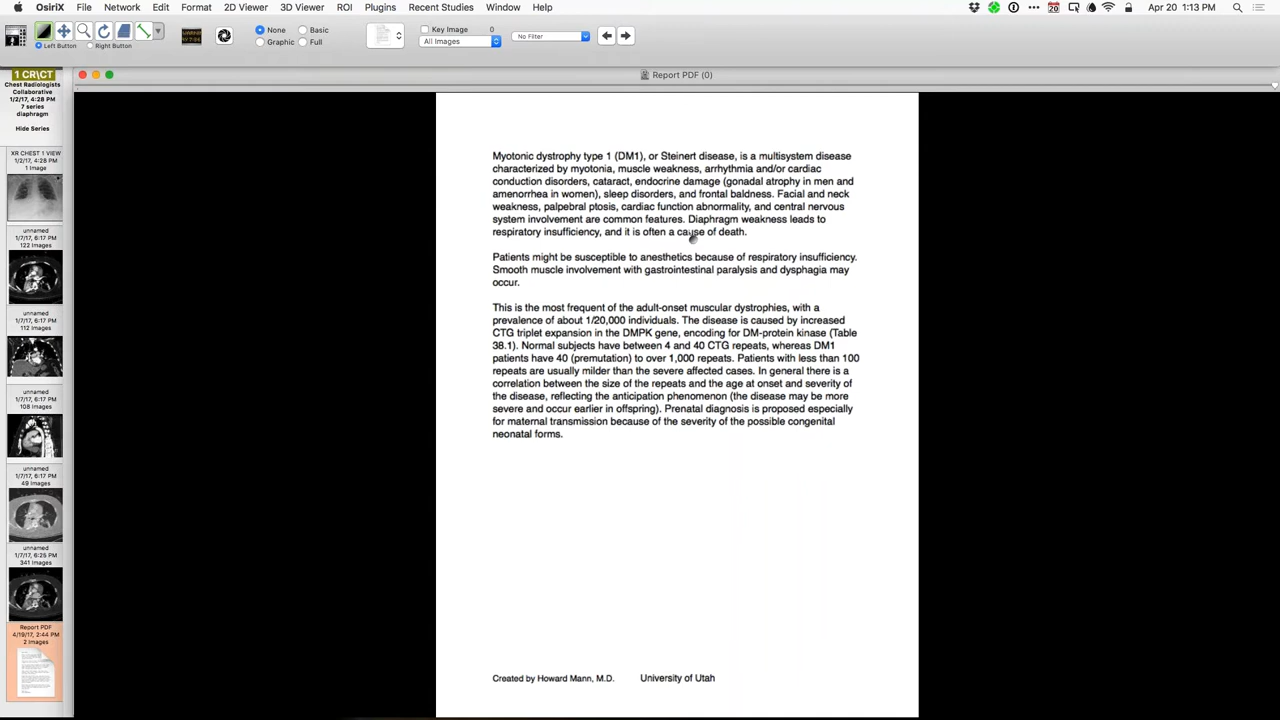 OsiriX File Network Edit Format 2D Viewer 3D Viewer ROI Plugins Recent Studies Window Help
20
Apr 20 1:13 PM
None Basic
Key Image 0
No Filter
Left Button Right Button
Graphic Full
All Images
Report PDF (0)
1 CR\CT
Chest Radiologists
Collaborative
1/2/17, 4:28 PM
7 series
diaphragm
Hide Series
XR CHEST 1 VIEW
1/2/17, 4:28 PM
1 Image
unnamed
1/7/17, 6:17 PM
122 Images
unnamed
1/7/17, 6:17 PM
112 Images
unnamed
1/7/17, 6:17 PM
108 Images
unnamed
1/7/17, 6:17 PM
49 Images
unnamed
1/7/17, 6:25 PM
341 Images
Report PDF
4/19/17, 2:44 PM
2 Images
Myotonic dystrophy type 1 (DM1), or Steinert disease, is a multisystem disease
characterized by myotonia, muscle weakness, arrhythmia and/or cardiac
conduction disorders, cataract, endocrine damage (gonadal atrophy in men and
amenorrhea in women), sleep disorders, and frontal baldness. Facial and neck
weakness, palpebral ptosis, cardiac function abnormality, and central nervous
system involvement are common features. Diaphragm weakness leads to
respiratory insufficiency, and it is often a cause of death.
Patients might be susceptible to anesthetics because of respiratory insufficiency.
Smooth muscle involvement with gastrointestinal paralysis and dysphagia may
occur.
This is the most frequent of the adult-onset muscular dystrophies, with a
prevalence of about 1/20,000 individuals. The disease is caused by increased
CTG triplet expansion in the DMPK gene, encoding for DM-protein kinase (Table
38.1). Normal subjects have between 4 and 40 CTG repeats, whereas DM1
patients have 40 (premutation) to over 1,000 repeats. Patients with less than 100
repeats are usually milder than the severe affected cases. In general there is a
correlation between the size of the repeats and the age at onset and severity of
the disease, reflecting the anticipation phenomenon (the disease may be more
severe and occur earlier in offspring). Prenatal diagnosis is proposed especially
for maternal transmission because of the severity of the possible congenital
neonatal forms.
Created by Howard Mann, M.D. University of Utah